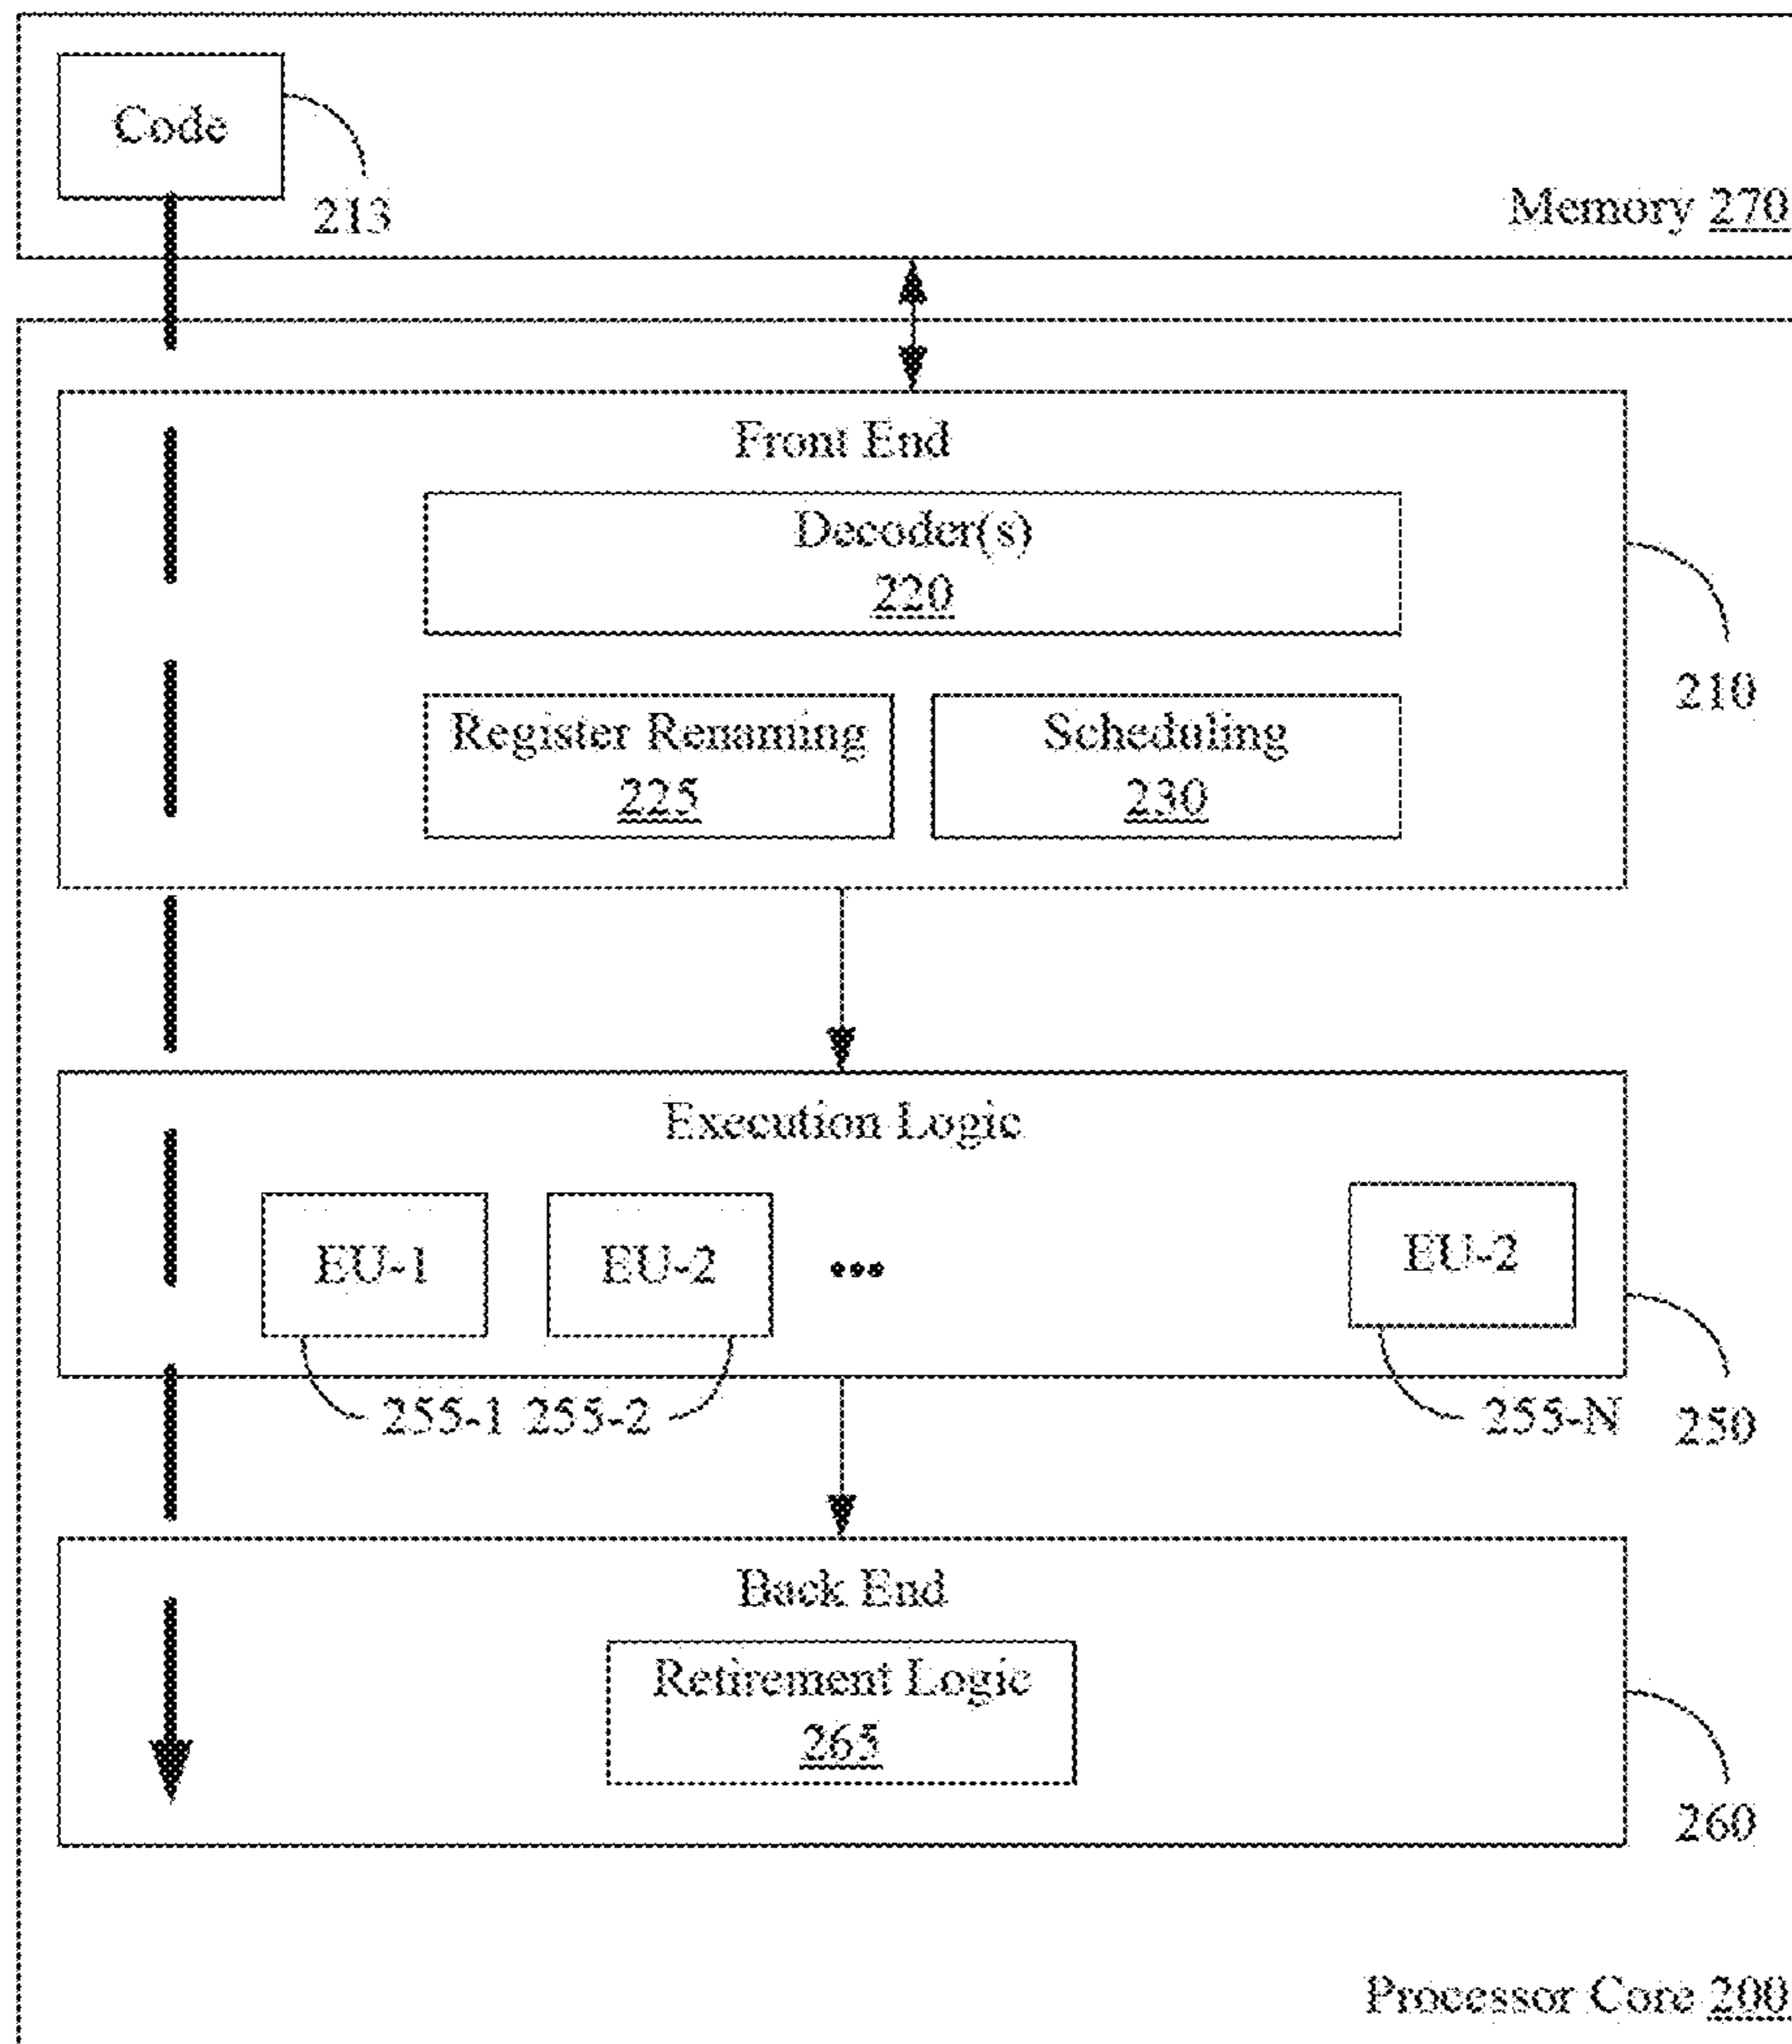 Code
213
Memory 270
Front End
Decoder(s)
220
210
Register Renaming
225
Scheduling
230
Execution Logic
EU-1
EU-2
•••
EU-2
255-1 255-2
255-N
250
Back End
Retirement Logic
265
260
Processor Core 200